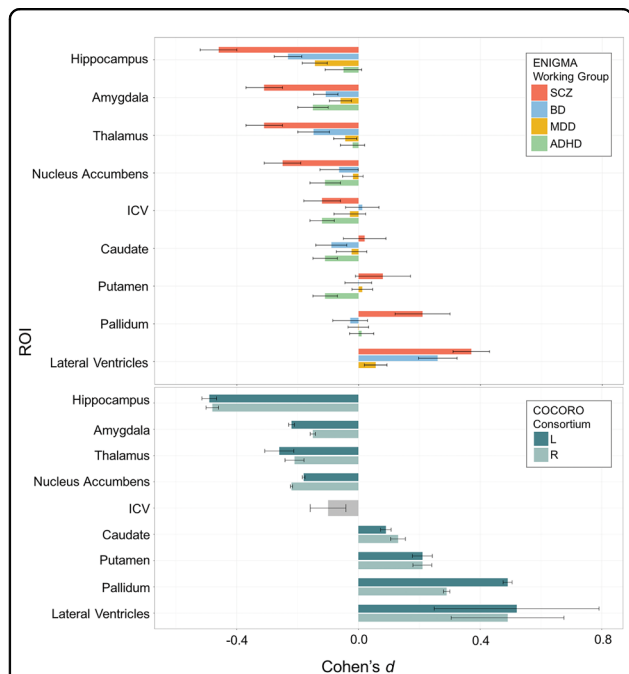 Hippocampus
Amygdala
Thalamus
Nucleus Accumbens
ICV
Caudate
Putamen
Pallidum
Lateral Ventricles
ENIGMA
Working Group
SCZ
BD
MDD
ADHD
ROI
Hippocampus
Amygdala
Thalamus
Nucleus Accumbens
ICV
Caudate
Putamen
Pallidum
Lateral Ventricles
COCORO
Consortium
L
R
-0.4 0.0 0.4 0.8
Cohen's d